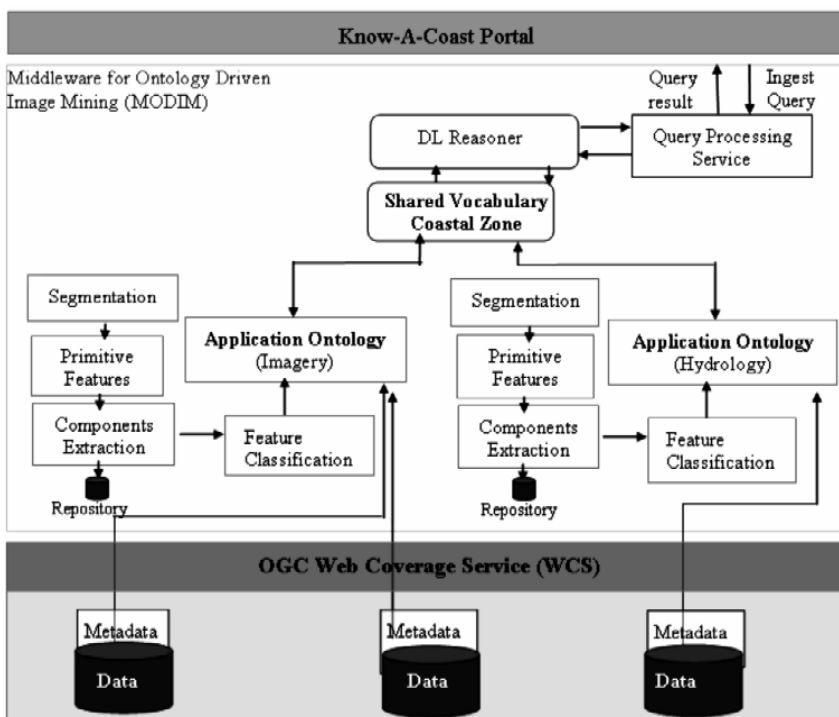 Know-A-Coast Portal
Middleware for Ontology Driven
Image Mining (MODIM)
Query
result
Ingest
Query
DL Reasoner
Query Processing
Service
Shared Vocabulary
Coastal Zone
Segmentation
Primitive
Features
Components
Extraction
Repository
Application Ontology
(Imagery)
Feature
Classification
Segmentation
Primitive
Features
Components
Extraction
Repository
Application Ontology
(Hydrology)
Feature
Classification
OGC Web Coverage Service (WCS)
Metadata
Data
Metadata
Data
Metadata
Data